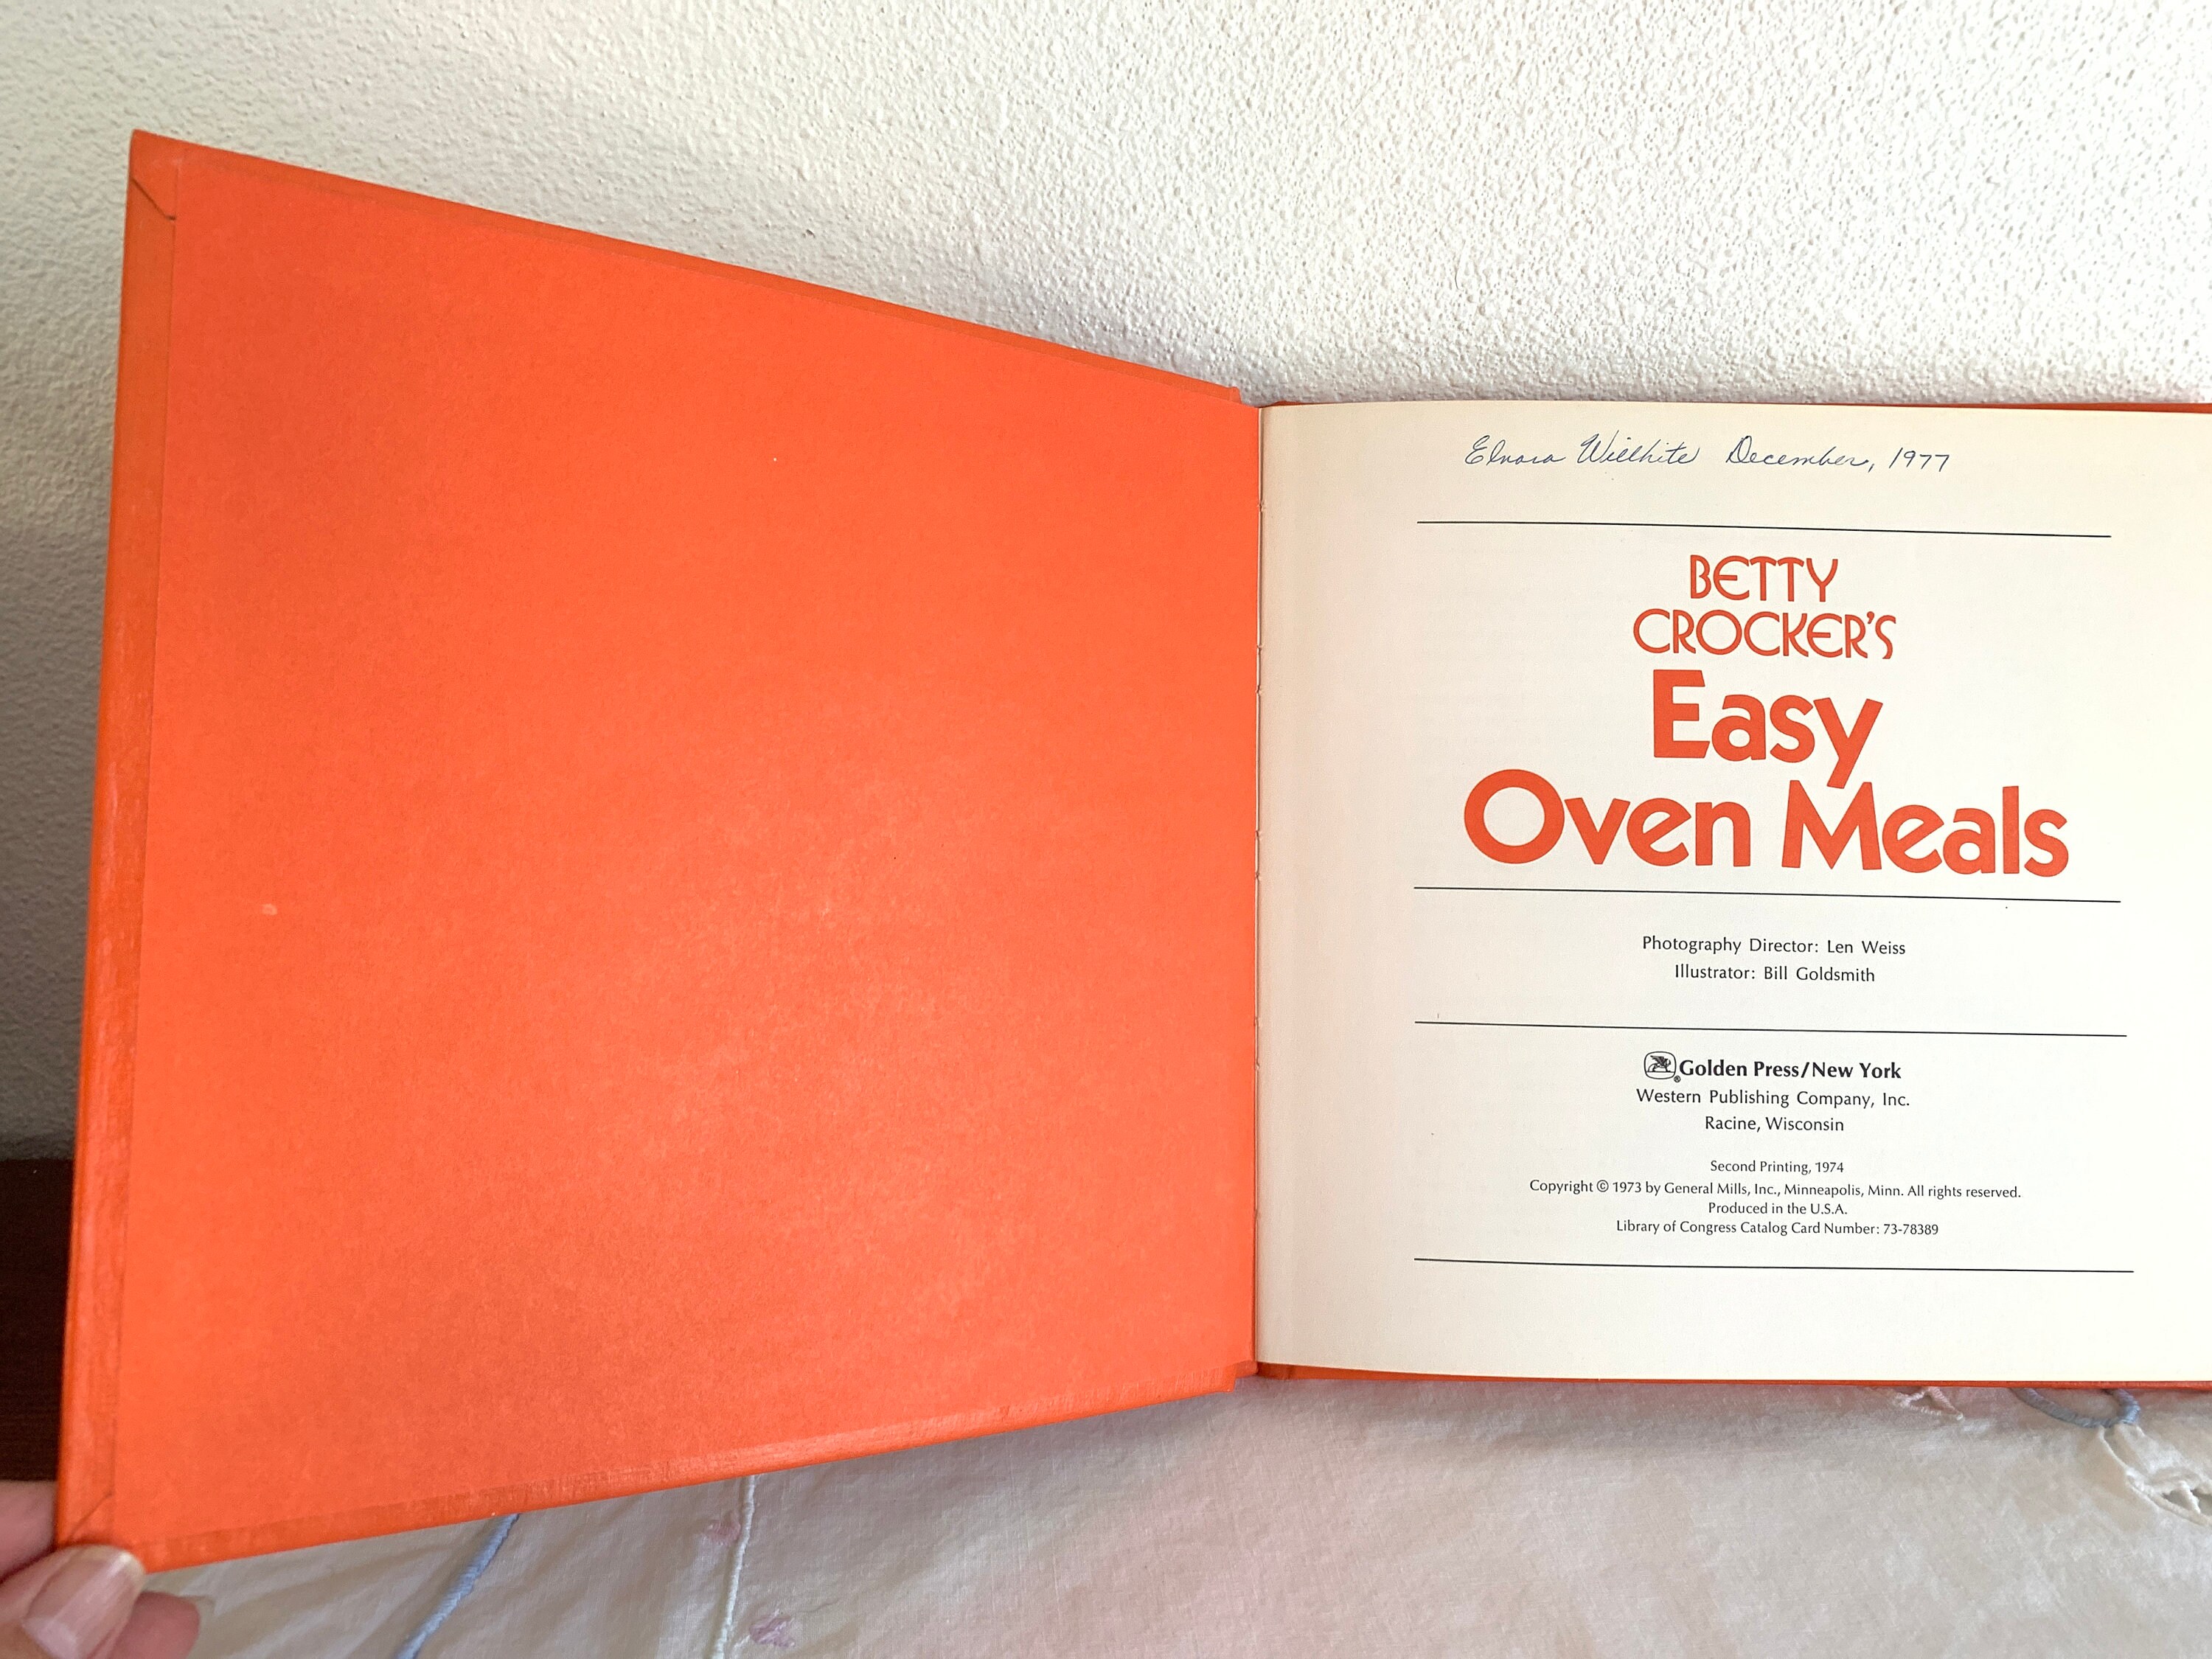 Elnora Wilhite December, 1977
BETTY
CROCKER'S
Easy
Oven Meals
Photography Director: Len Weiss
Illustrator: Bill Goldsmith
®Golden Press/New York
Western Publishing Company, Inc.
Racine, Wisconsin
Second Printing, 1974
Copyright © 1973 by General Mills, Inc., Minneapolis, Minn. All rights reserved.
Produced in the U.S.A.
Library of Congress Catalog Card Number: 73-78389